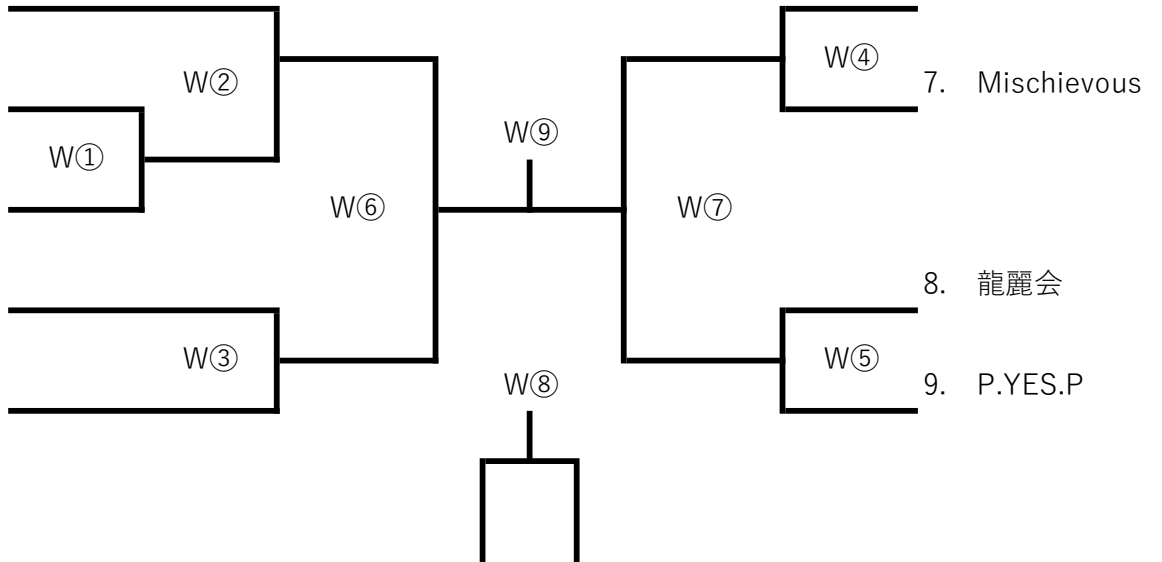 W④
W②
7. Mischievous
W⑨
W①
W⑥
W⑦
8. 龍麗会
W③
W⑤
W⑧
9. P.YES.P